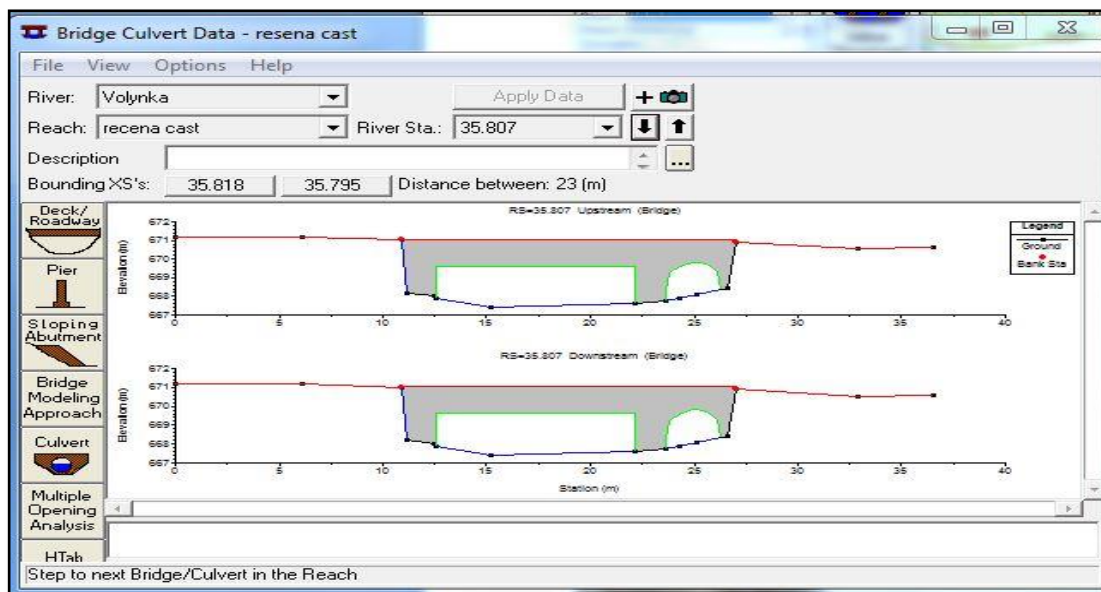 Bridge Culvert Data - resena cast
File View Options Help
River: Volynka Apply Data
Reach: recena cast River Sta.: 35.807
Description ...
Bounding XS's: 35.818 35.795 Distance between: 23 (m)
Deck/
Roadway
Pier
Sloping
Abutment
Bridge
Modeling
Approach
Culvert
Multiple
Opening
Analysis
HTab
RS=35.807 Upstream (Bridge)
Elevation (m)
672
671
670
669
668
667
0 5 10 15 20 25 30 35 40
Legend
Ground
Bank Sta
RS=35.807 Downstream (Bridge)
Elevation (m)
672
671
670
669
668
667
0 5 10 15 20 25 30 35 40
Station (m)
Step to next Bridge/Culvert in the Reach